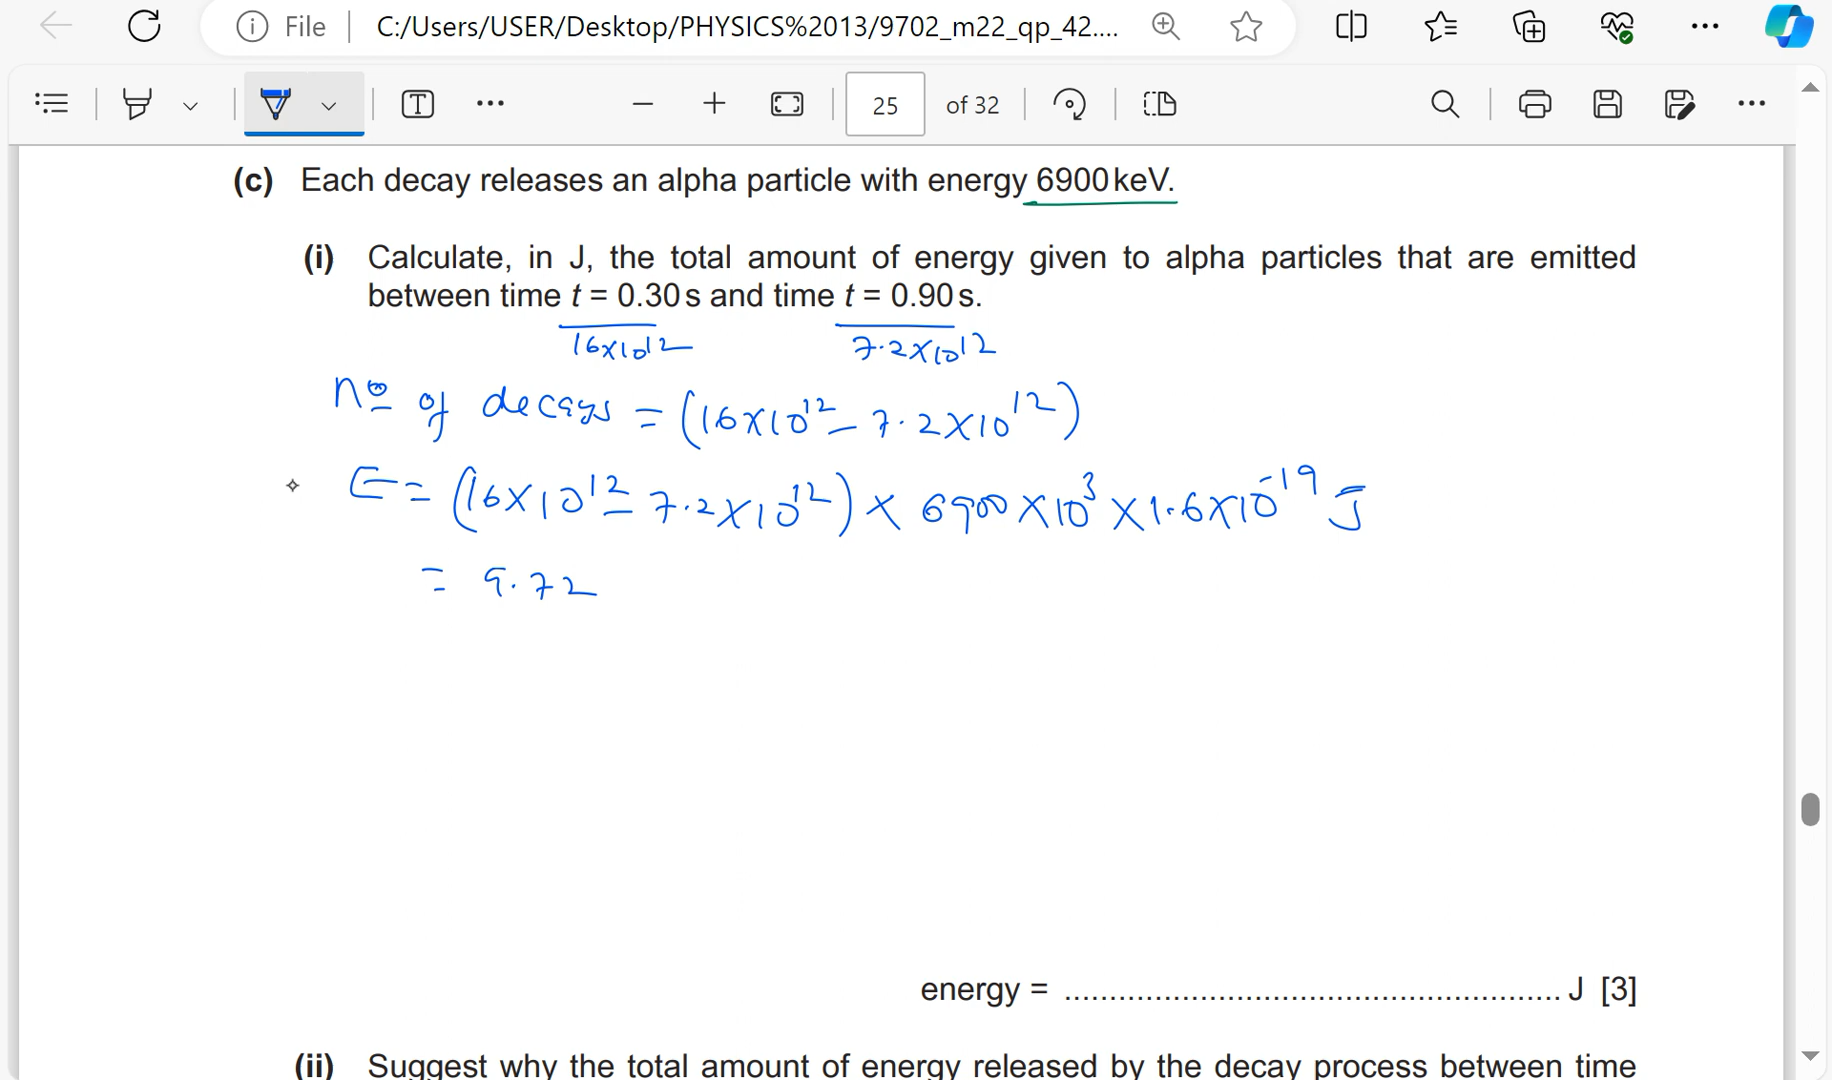 File C:/Users/USER/Desktop/PHYSICS%2013/9702_m22_qp_42....
25 of 32
(c) Each decay releases an alpha particle with energy 6900 keV.
(i) Calculate, in J, the total amount of energy given to alpha particles that are emitted
between time t = 0.30 s and time t = 0.90 s.
16×10¹² 7.2×10¹²
nº of decays = (16×10¹² – 7.2×10¹²)
E = (16×10¹² – 7.2×10¹²) × 6900 ×10³ ×1.6×10⁻¹⁹ J
= 9.72
energy = ........................................................ J [3]
(ii) Suggest why the total amount of energy released by the decay process between time